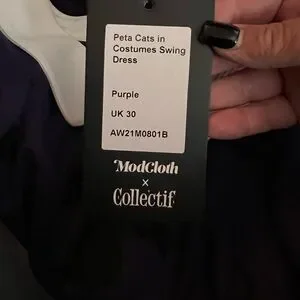 Peta Cats in
Costumes Swing
Dress
Purple
UK 30
AW21M0801B
ModCloth
x
Collectif